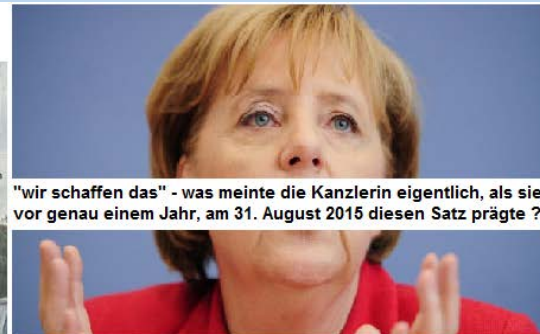 "wir schaffen das" - was meinte die Kanzlerin eigentlich, als sie
vor genau einem Jahr, am 31. August 2015 diesen Satz prägte ?